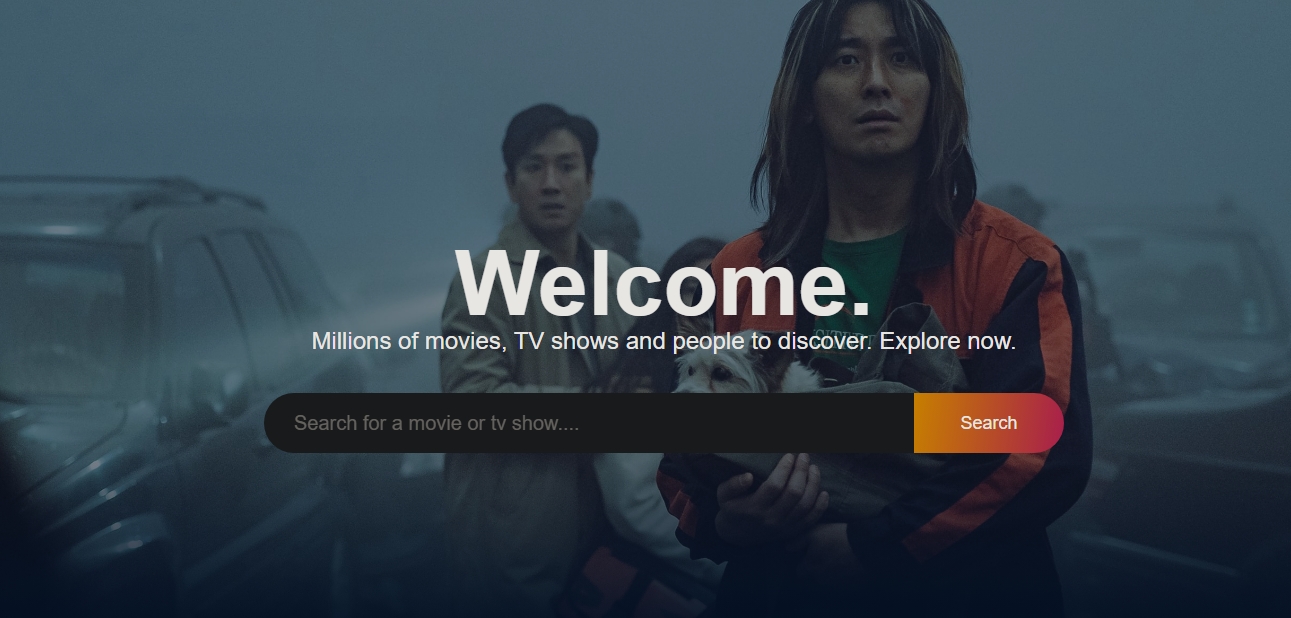 Welcome.
Millions of movies, TV shows and people to discover. Explore now.
Search for a movie or tv show....
Search